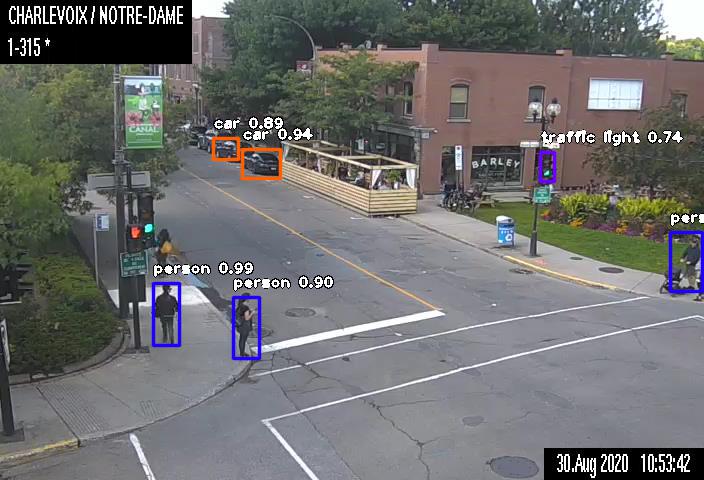 CHARLEVOIX / NOTRE-DAME
1-315 *
car 0.89
car 0.94
traffic light 0.74
CANAL
BARLEY
pers
person 0.99
person 0.90
30.Aug 2020 10:53:42